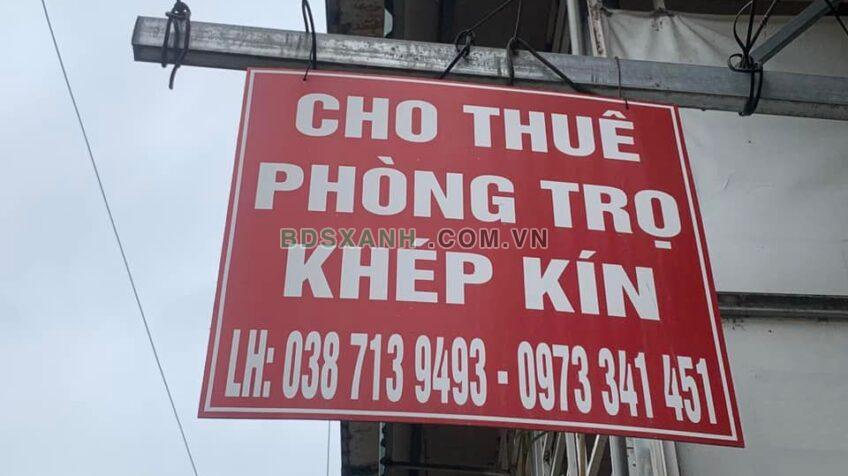 CHO THUÊ
PHÒNG TRỌ
BDSXANH.COM.VN
KHÉP KÍN
LH: 038 713 9493 - 0973 341 451